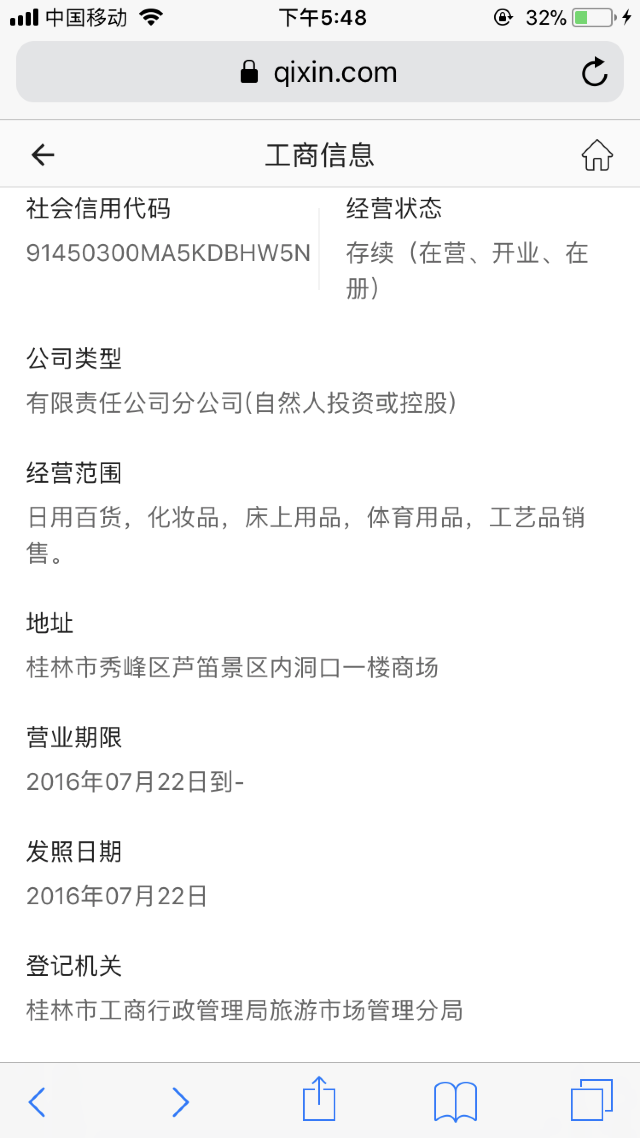 中国移动 下午5:48 32%
qixin.com
工商信息
社会信用代码 经营状态
91450300MA5KDBHW5N 存续（在营、开业、在
册）
公司类型
有限责任公司分公司(自然人投资或控股)
经营范围
日用百货，化妆品，床上用品，体育用品，工艺品销
售。
地址
桂林市秀峰区芦笛景区内洞口一楼商场
营业期限
2016年07月22日到-
发照日期
2016年07月22日
登记机关
桂林市工商行政管理局旅游市场管理分局